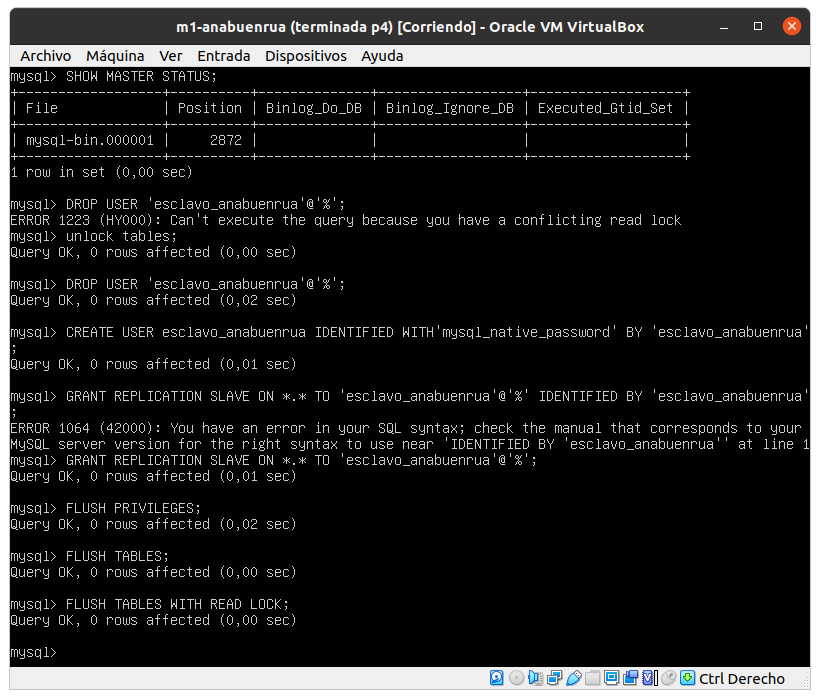 m1-anabuenrua (terminada p4) [Corriendo] - Oracle VM VirtualBox
Archivo Máquina Ver Entrada Dispositivos Ayuda
mysql> SHOW MASTER STATUS;
+------------------+----------+--------------+------------------+-------------------+
| File | Position | Binlog_Do_DB | Binlog_Ignore_DB | Executed_Gtid_Set |
+------------------+----------+--------------+------------------+-------------------+
| mysql-bin.000001 | 2872 | | | |
+------------------+----------+--------------+------------------+-------------------+
1 row in set (0,00 sec)
mysql> DROP USER 'esclavo_anabuenrua'@'%';
ERROR 1223 (HY000): Can't execute the query because you have a conflicting read lock
mysql> unlock tables;
Query OK, 0 rows affected (0,00 sec)
mysql> DROP USER 'esclavo_anabuenrua'@'%';
Query OK, 0 rows affected (0,02 sec)
mysql> CREATE USER esclavo_anabuenrua IDENTIFIED WITH'mysql_native_password' BY 'esclavo_anabuenrua'
;
Query OK, 0 rows affected (0,01 sec)
mysql> GRANT REPLICATION SLAVE ON *.* TO 'esclavo_anabuenrua'@'%' IDENTIFIED BY 'esclavo_anabuenrua'
;
ERROR 1064 (42000): You have an error in your SQL syntax; check the manual that corresponds to your
MySQL server version for the right syntax to use near 'IDENTIFIED BY 'esclavo_anabuenrua'' at line 1
mysql> GRANT REPLICATION SLAVE ON *.* TO 'esclavo_anabuenrua'@'%';
Query OK, 0 rows affected (0,01 sec)
mysql> FLUSH PRIVILEGES;
Query OK, 0 rows affected (0,02 sec)
mysql> FLUSH TABLES;
Query OK, 0 rows affected (0,00 sec)
mysql> FLUSH TABLES WITH READ LOCK;
Query OK, 0 rows affected (0,00 sec)
mysql>
Ctrl Derecho